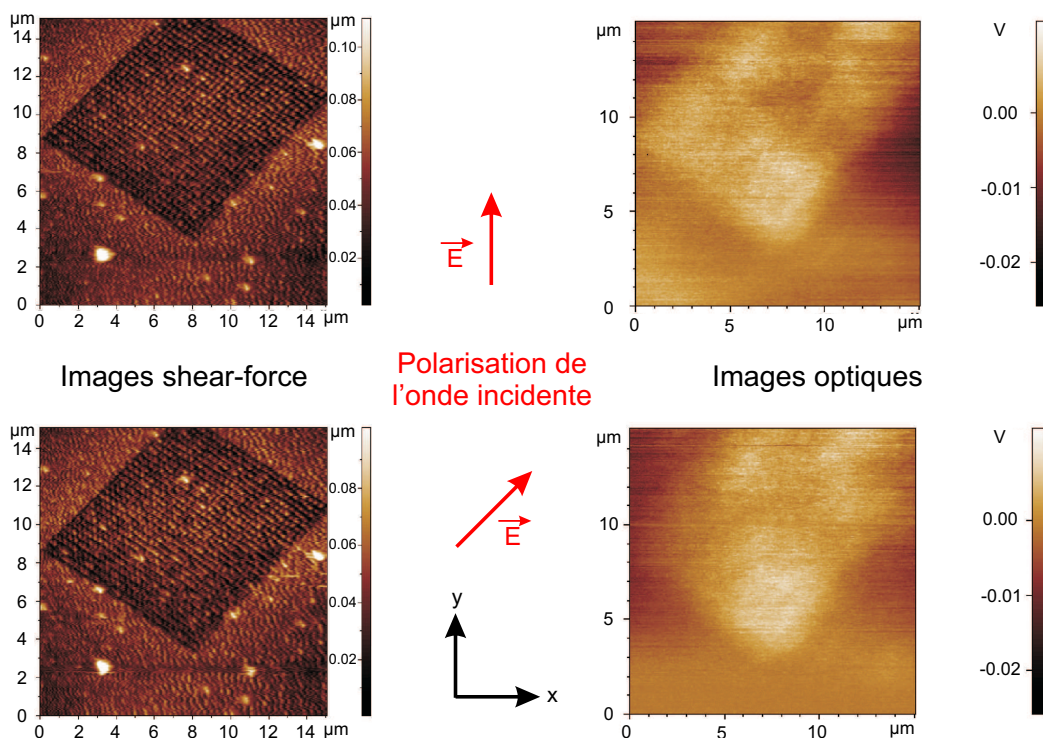 µm
14
12
10
8
6
4
2
0
0 2 4 6 8 10 12 14
µm
µm
0.10
0.08
0.06
0.04
0.02
E
µm
10
5
0
0 5 10
µm
V
0.00
-0.01
-0.02
Images shear-force
Polarisation de
l'onde incidente
Images optiques
µm
14
12
10
8
6
4
2
0
0 2 4 6 8 10 12 14
µm
µm
0.08
0.06
0.04
0.02
E
y
x
µm
10
5
0
0 5 10
µm
V
0.00
-0.01
-0.02